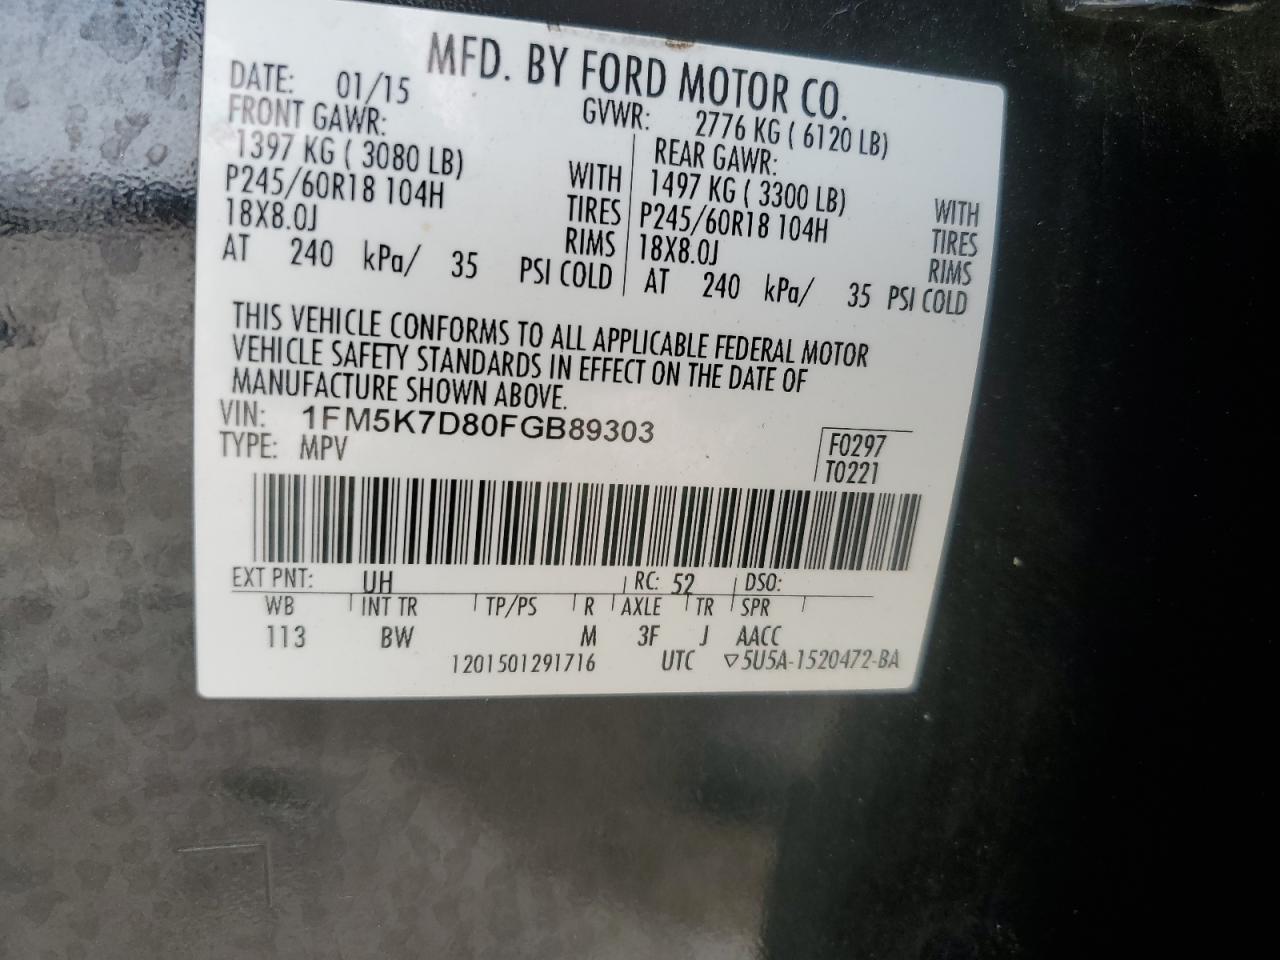 MFD. BY FORD MOTOR CO.
DATE: 01/15 GVWR: 2776 KG ( 6120 LB)
FRONT GAWR: REAR GAWR:
1397 KG ( 3080 LB) WITH 1497 KG ( 3300 LB) WITH
P245/60R18 104H TIRES P245/60R18 104H TIRES
18X8.0J RIMS 18X8.0J RIMS
AT 240 kPa/ 35 PSI COLD AT 240 kPa/ 35 PSI COLD
THIS VEHICLE CONFORMS TO ALL APPLICABLE FEDERAL MOTOR
VEHICLE SAFETY STANDARDS IN EFFECT ON THE DATE OF
MANUFACTURE SHOWN ABOVE.
VIN: 1FM5K7D80FGB89303
TYPE: MPV
F0297
T0221
EXT PNT: UH RC: 52 DSO:
WB INT TR TP/PS R AXLE TR SPR
113 BW M 3F J AACC
1201501291716 UTC ▽5U5A-1520472-BA